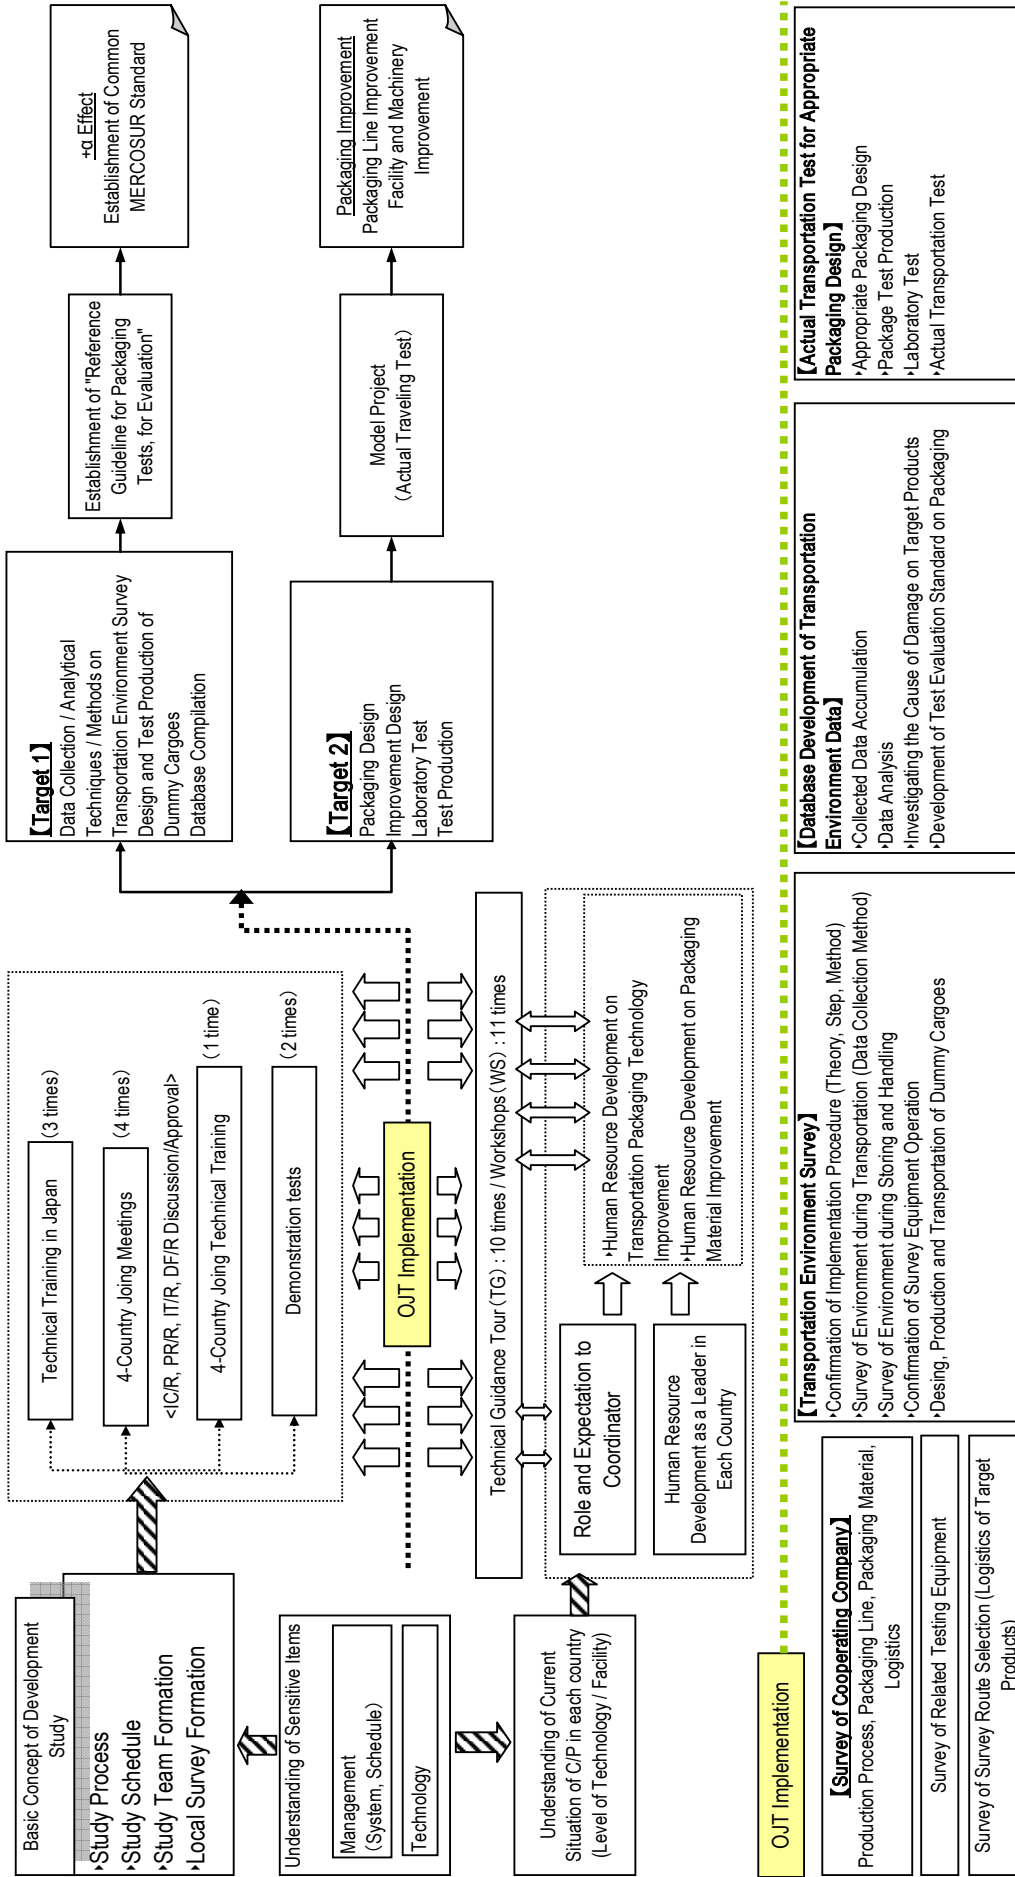 Basic Concept of Development
Study
‣Study Process
‣Study Schedule
‣Study Team Formation
‣Local Survey Formation
Understanding of Sensitive Items
Management
(System, Schedule)
Technology
Understanding of Current
Situation of C/P in each country
(Level of Technology / Facility)
Technical Training in Japan
(3 times)
4-Country Joing Meetings
(4 times)
<IC/R, PR/R, IT/R, DF/R Discussion/Approval>
4-Country Joing Technical Training
(1 time)
Demonstration tests
(2 times)
OJT Implementation
Technical Guidance Tour (TG) : 10 times / Workshops (WS) : 11 times
Role and Expectation to
Coordinator
Human Resource
Development as a Leader in
Each Country
‣Human Resource Development on
Transportation Packaging Technology
Improvement
‣Human Resource Development on Packaging
Material Improvement
【Target 1】
Data Collection / Analytical
Techniques / Methods on
Transportation Environment Survey
Design and Test Production of
Dummy Cargoes
Database Compilation
【Target 2】
Packaging Design
Improvement Design
Laboratory Test
Test Production
Establishment of "Reference
Guideline for Packaging
Tests, for Evaluation"
Model Project
(Actual Traveling Test)
+α Effect
Establishment of Common
MERCOSUR Standard
Packaging Improvement
Packaging Line Improvement
Facility and Machinery
Improvement
OJT Implementation
【Survey of Cooperating Company】
Production Process, Packaging Line, Packaging Material,
Logistics
Survey of Related Testing Equipment
Survey of Survey Route Selection (Logistics of Target
Products)
【Transportation Environment Survey】
‣Confirmation of Implementation Procedure (Theory, Step, Method)
‣Survey of Environment during Transportation (Data Collection Method)
‣Survey of Environment during Storing and Handling
‣Confirmation of Survey Equipment Operation
‣Desing, Production and Transportation of Dummy Cargoes
【Database Development of Transportation
Environment Data】
‣Collected Data Accumulation
‣Data Analysis
‣Investigating the Cause of Damage on Target Products
‣Development of Test Evaluation Standard on Packaging
【Actual Transportation Test for Appropriate
Packaging Design】
‣Appropriate Packaging Design
‣Package Test Production
‣Laboratory Test
‣Actual Transportation Test